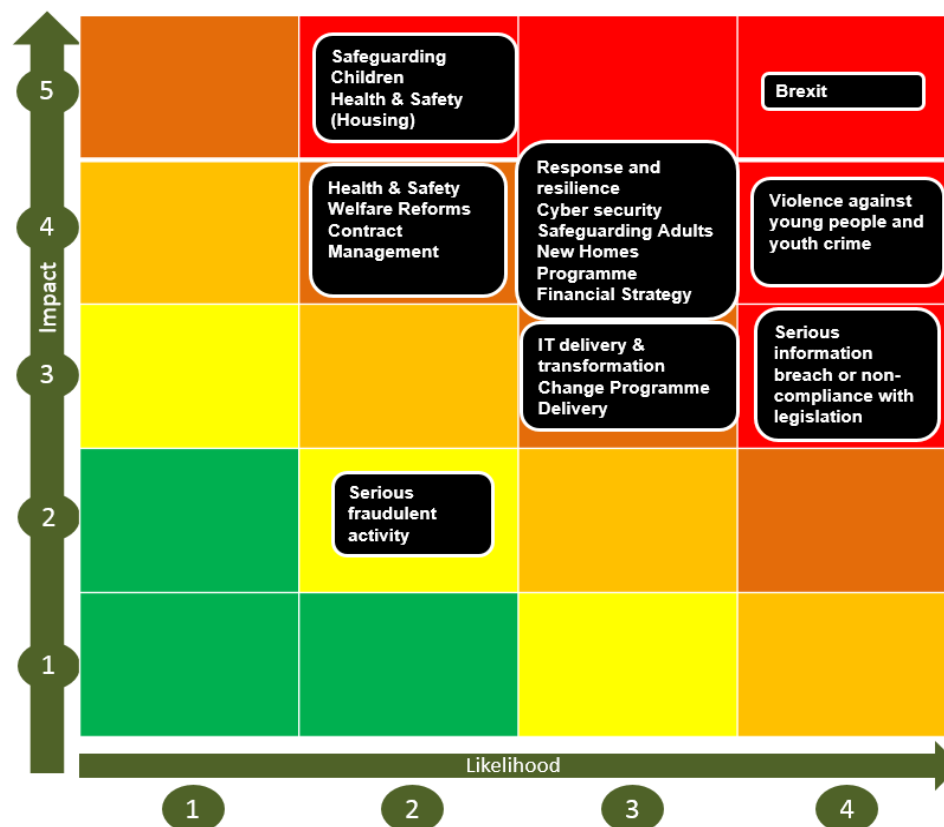 5
Safeguarding
Children
Health & Safety
(Housing)
Brexit
4
Health & Safety
Welfare Reforms
Contract
Management
Response and
resilience
Cyber security
Safeguarding Adults
New Homes
Programme
Financial Strategy
Violence against
young people and
youth crime
Impact
3
IT delivery &
transformation
Change Programme
Delivery
Serious
information
breach or non-
compliance with
legislation
2
Serious
fraudulent
activity
1
Likelihood
1
2
3
4